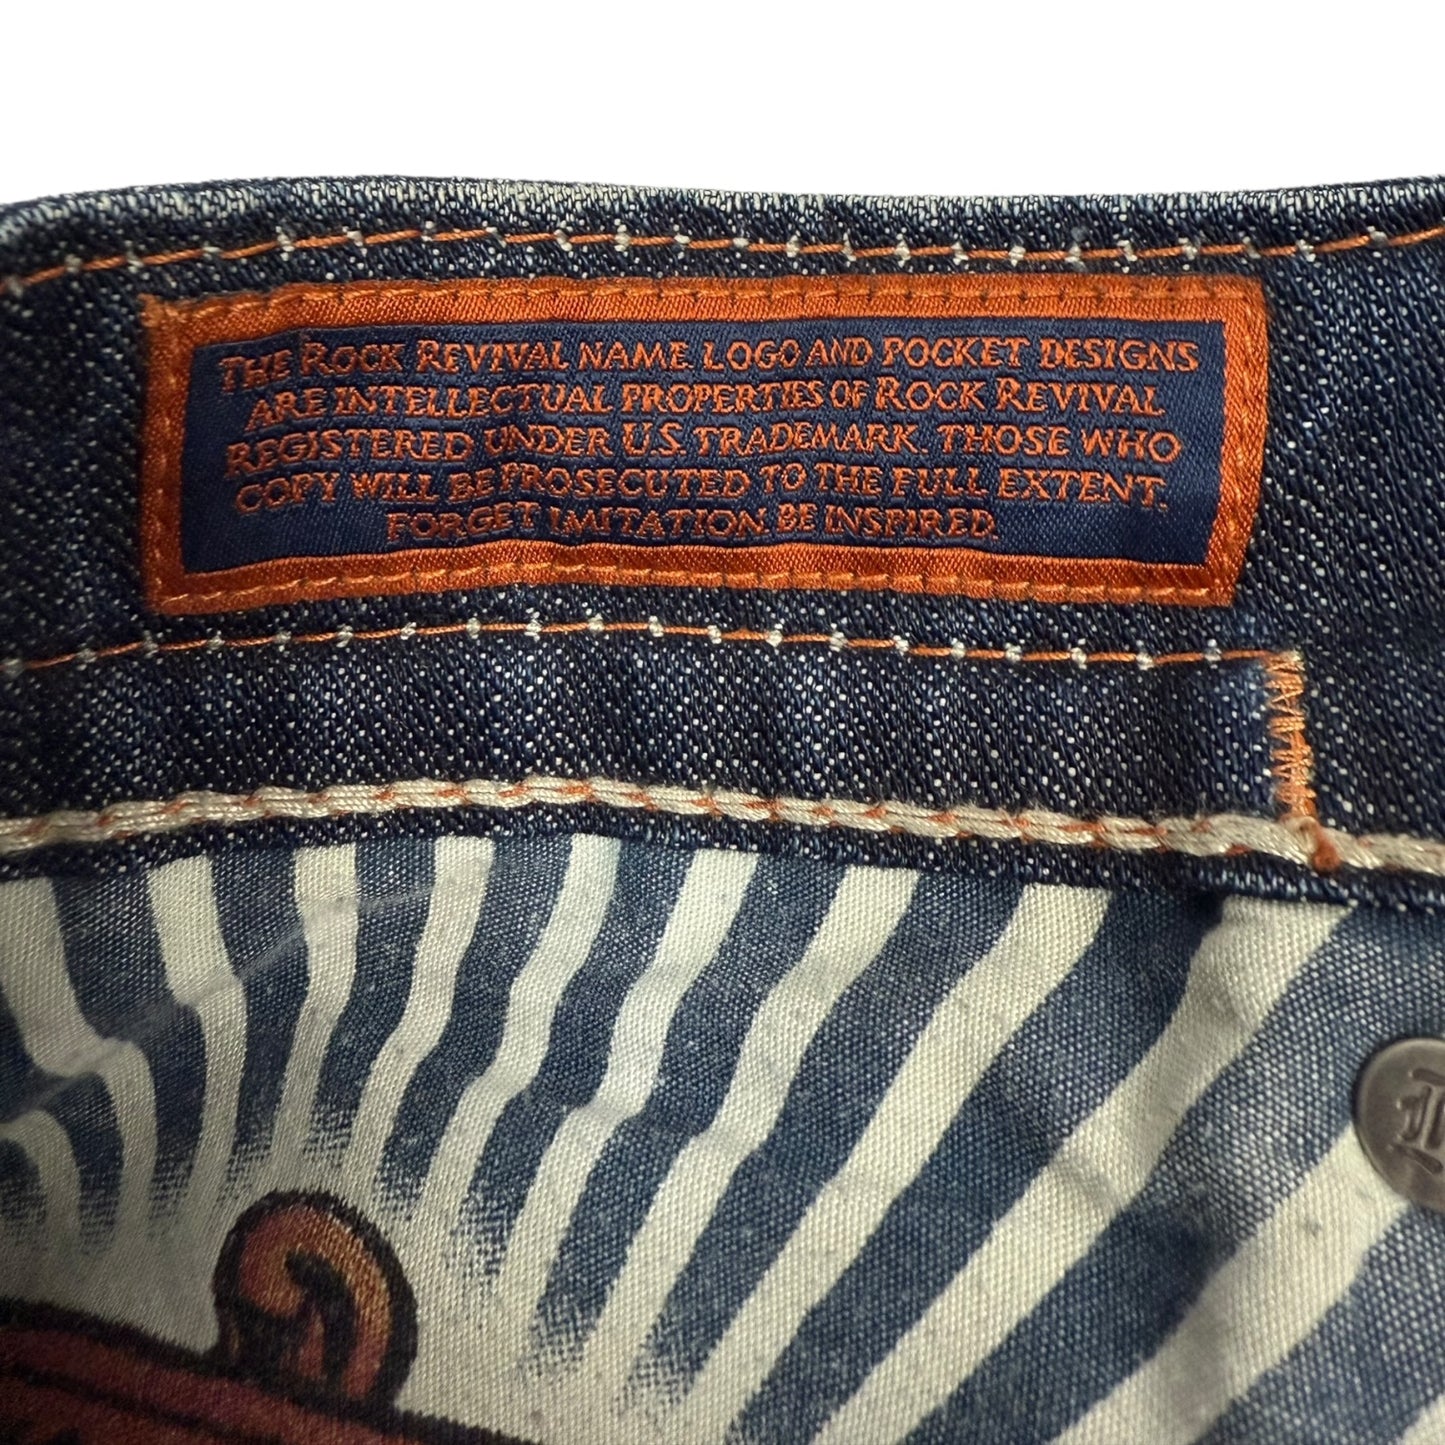 THE ROCK REVIVAL NAME, LOGO AND POCKET DESIGNS
ARE INTELLECTUAL PROPERTIES OF ROCK REVIVAL
REGISTERED UNDER U.S. TRADEMARK. THOSE WHO
COPY WILL BE PROSECUTED TO THE FULL EXTENT.
FORGET IMITATION. BE INSPIRED.